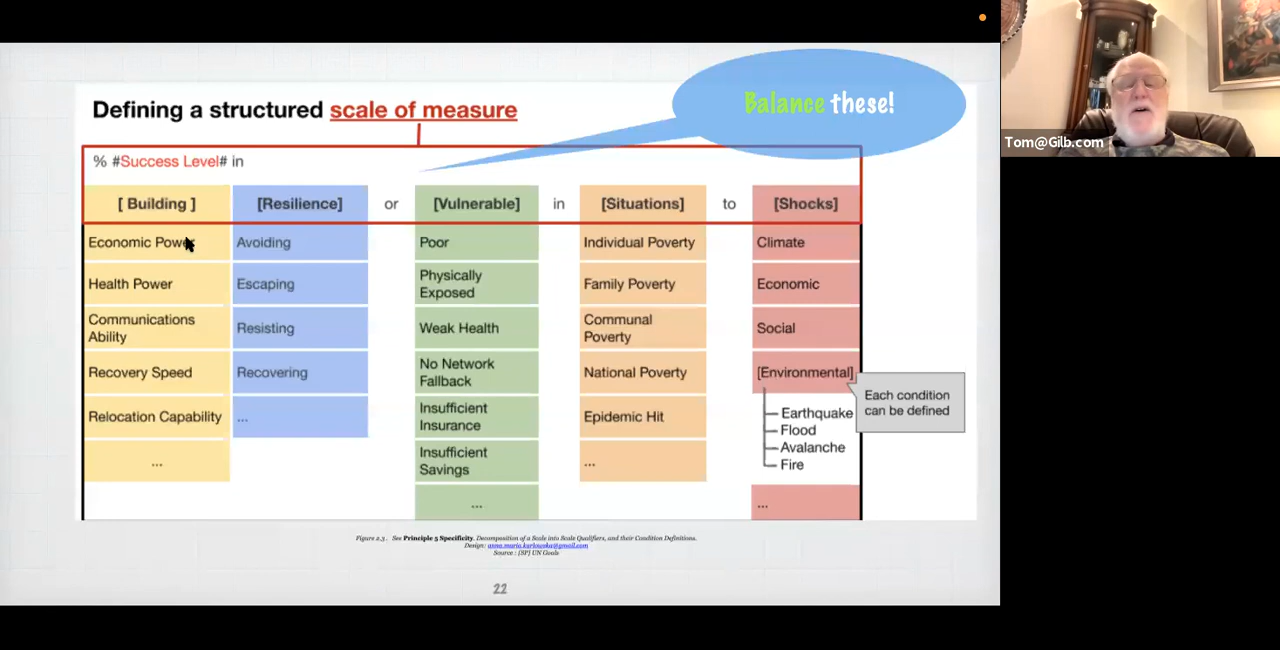 Balance these!
Defining a structured scale of measure
Tom@Gilb.com
% #Success Level# in
[ Building ] [Resilience] or [Vulnerable] in [Situations] to [Shocks]
Economic Power Avoiding Poor Individual Poverty Climate
Health Power Escaping Physically Exposed Family Poverty Economic
Communications Ability Resisting Weak Health Communal Poverty Social
Recovery Speed Recovering No Network Fallback National Poverty [Environmental]
Each condition
can be defined
Relocation Capability ... Insufficient Insurance Epidemic Hit
Earthquake
Flood
Avalanche
Fire
... Insufficient Savings ...
... ...
Figure 2.3 . See Principle 5 Specificity. Decomposition of a Scale into Scale Qualifiers, and their Condition Definitions.
Design: anna.maria.karlowska@gmail.com
Source : [SP] UN Goals
22